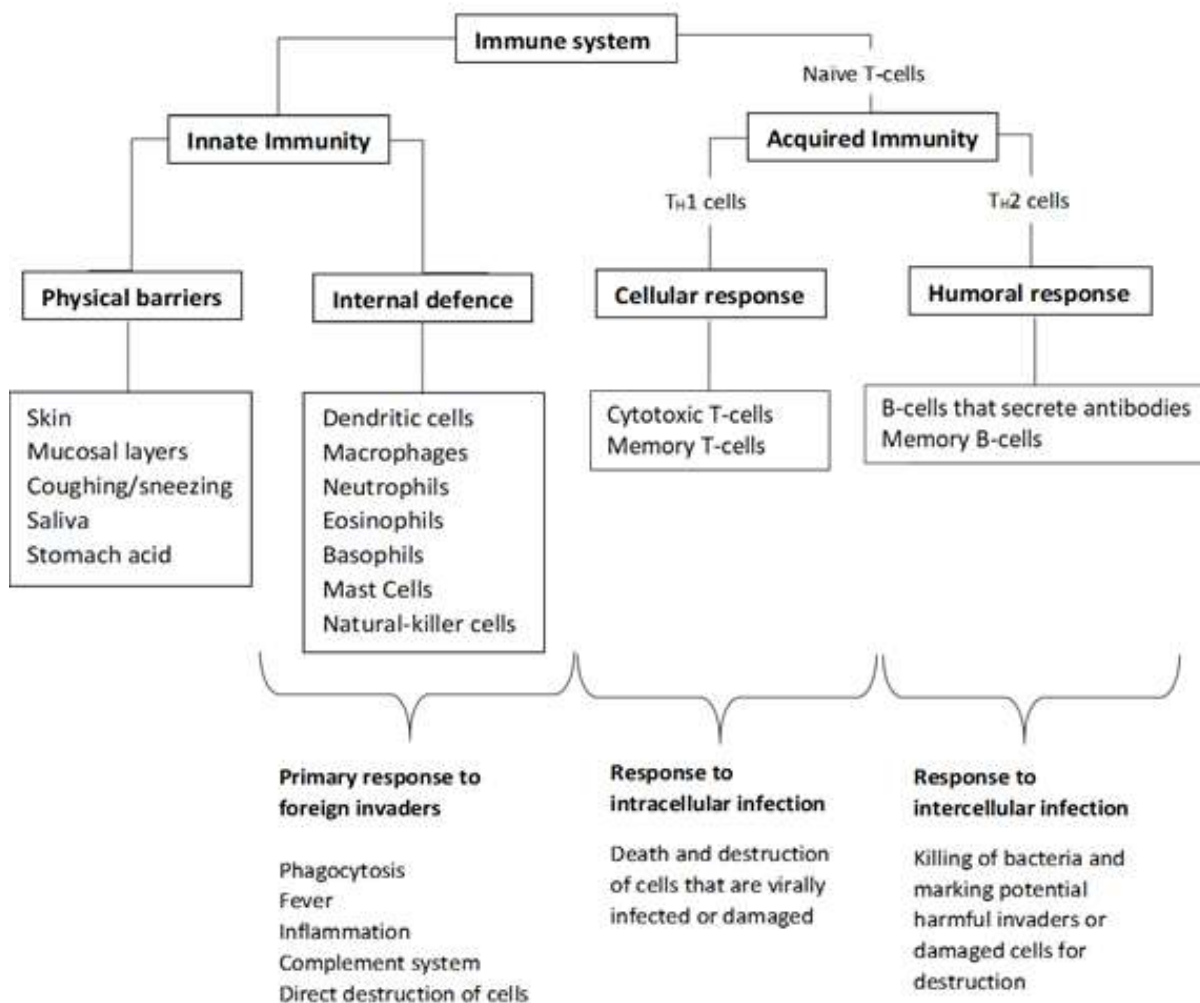 Immune system
Naïve T-cells
Innate Immunity
Acquired Immunity
TH1 cells
TH2 cells
Physical barriers
Internal defence
Cellular response
Humoral response
Skin
Mucosal layers
Coughing/sneezing
Saliva
Stomach acid
Dendritic cells
Macrophages
Neutrophils
Eosinophils
Basophils
Mast Cells
Natural-killer cells
Cytotoxic T-cells
Memory T-cells
B-cells that secrete antibodies
Memory B-cells
Primary response to
foreign invaders
Phagocytosis
Fever
Inflammation
Complement system
Direct destruction of cells
Response to
intracellular infection
Death and destruction
of cells that are virally
infected or damaged
Response to
intercellular infection
Killing of bacteria and
marking potential
harmful invaders or
damaged cells for
destruction